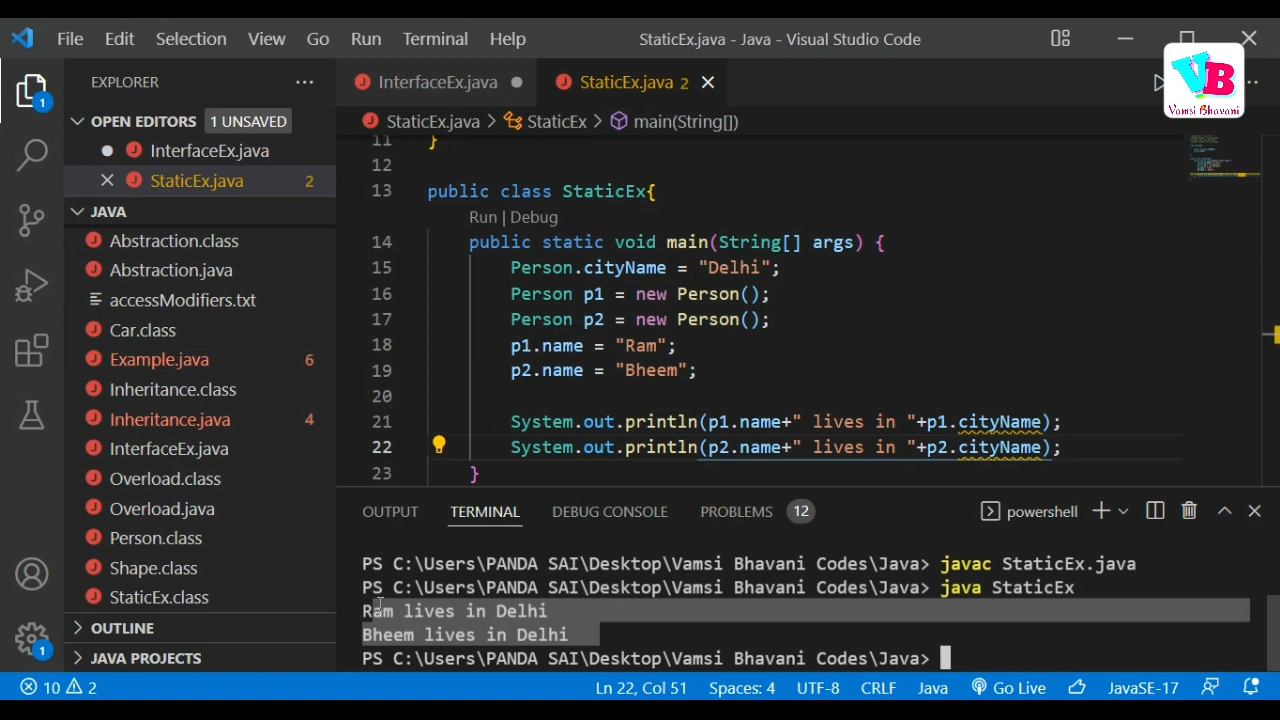 File Edit Selection View Go Run Terminal Help StaticEx.java - Java - Visual Studio Code
VB
Vamsi Bhavani
EXPLORER
InterfaceEx.java
StaticEx.java 2
1
OPEN EDITORS 1 UNSAVED
StaticEx.java > StaticEx > main(String[])
InterfaceEx.java
StaticEx.java 2
JAVA
Abstraction.class
Abstraction.java
accessModifiers.txt
Car.class
Example.java 6
Inheritance.class
Inheritance.java 4
InterfaceEx.java
Overload.class
Overload.java
Person.class
Shape.class
StaticEx.class
OUTLINE
JAVA PROJECTS
1
11 }
12
13 public class StaticEx{
Run | Debug
14 public static void main(String[] args) {
15 Person.cityName = "Delhi";
16 Person p1 = new Person();
17 Person p2 = new Person();
18 p1.name = "Ram";
19 p2.name = "Bheem";
20
21 System.out.println(p1.name+" lives in "+p1.cityName);
22 System.out.println(p2.name+" lives in "+p2.cityName);
23 }
OUTPUT TERMINAL DEBUG CONSOLE PROBLEMS 12 powershell
PS C:\Users\PANDA SAI\Desktop\Vamsi Bhavani Codes\Java> javac StaticEx.java
PS C:\Users\PANDA SAI\Desktop\Vamsi Bhavani Codes\Java> java StaticEx
Ram lives in Delhi
Bheem lives in Delhi
PS C:\Users\PANDA SAI\Desktop\Vamsi Bhavani Codes\Java>
10 2 Ln 22, Col 51 Spaces: 4 UTF-8 CRLF Java Go Live JavaSE-17